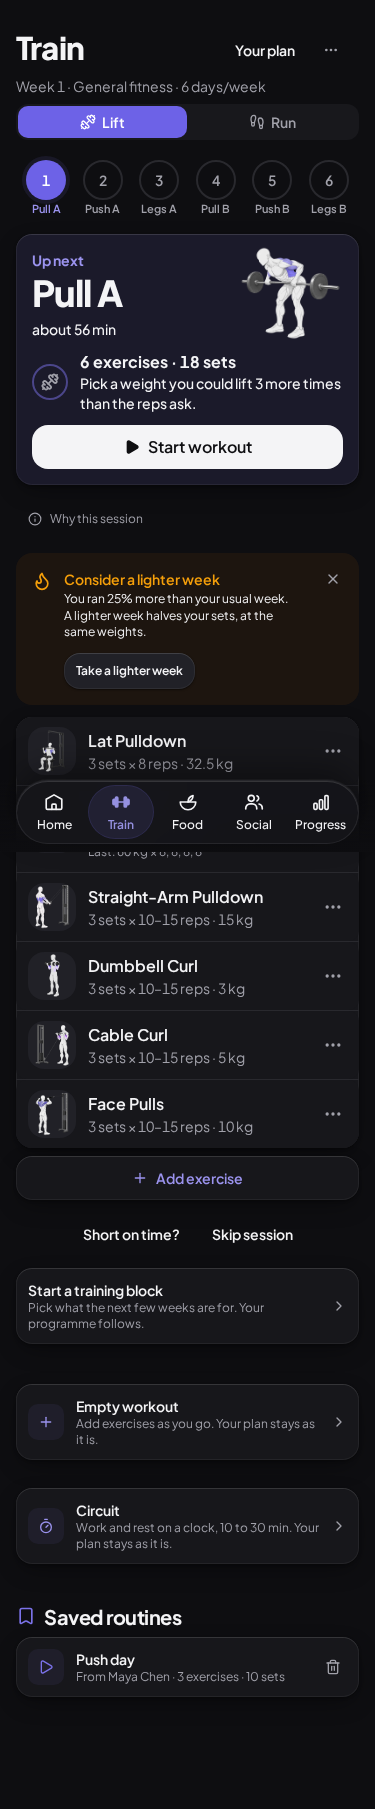 Train
Your plan
Week 1 · General fitness · 6 days/week
Lift
Run
1
2
3
4
5
6
Pull A
Push A
Legs A
Pull B
Push B
Legs B
Up next
Pull A
about 56 min
6 exercises · 18 sets
Pick a weight you could lift 3 more times
than the reps ask.
Start workout
Why this session
Consider a lighter week
You ran 25% more than your usual week.
A lighter week halves your sets, at the
same weights.
Take a lighter week
Lat Pulldown
3 sets × 8 reps · 32.5 kg
Home
Train
Food
Social
Progress
Straight-Arm Pulldown
3 sets × 10–15 reps · 15 kg
Dumbbell Curl
3 sets × 10–15 reps · 3 kg
Cable Curl
3 sets × 10–15 reps · 5 kg
Face Pulls
3 sets × 10–15 reps · 10 kg
Add exercise
Short on time?
Skip session
Start a training block
Pick what the next few weeks are for. Your
programme follows.
Empty workout
Add exercises as you go. Your plan stays as
it is.
Circuit
Work and rest on a clock, 10 to 30 min. Your
plan stays as it is.
Saved routines
Push day
From Maya Chen · 3 exercises · 10 sets